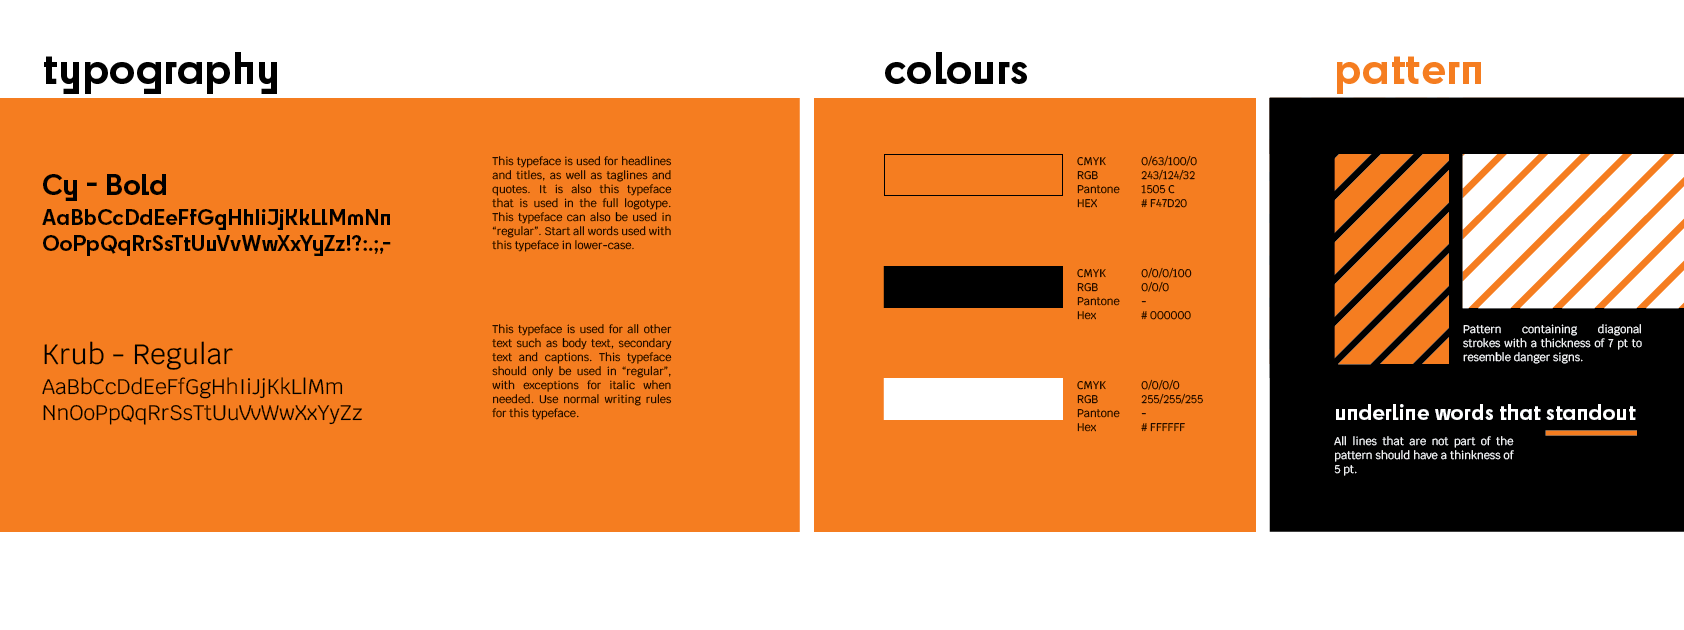 typography
Cy - Bold
AaBbCcDdEeFfGgHhIiJjKkLlMmNn
OoPpQqRrSsTtUuVvWwXxYyZz!?:.;,-
This typeface is used for headlines
and titles, as well as taglines and
quotes. It is also this typeface
that is used in the full logotype.
This typeface can also be used in
“regular”. Start all words used with
this typeface in lower-case.
Krub - Regular
AaBbCcDdEeFfGgHhIiJjKkLlMm
NnOoPpQqRrSsTtUuVvWwXxYyZz
This typeface is used for all other
text such as body text, secondary
text and captions. This typeface
should only be used in “regular”,
with exceptions for italic when
needed. Use normal writing rules
for this typeface.
colours
CMYK 0/63/100/0
RGB 243/124/32
Pantone 1505 C
HEX # F47D20
CMYK 0/0/0/100
RGB 0/0/0
Pantone -
Hex # 000000
CMYK 0/0/0/0
RGB 255/255/255
Pantone -
Hex # FFFFFF
pattern
Pattern containing diagonal
strokes with a thickness of 7 pt to
resemble danger signs.
underline words that standout
All lines that are not part of the
pattern should have a thinkness of
5 pt.